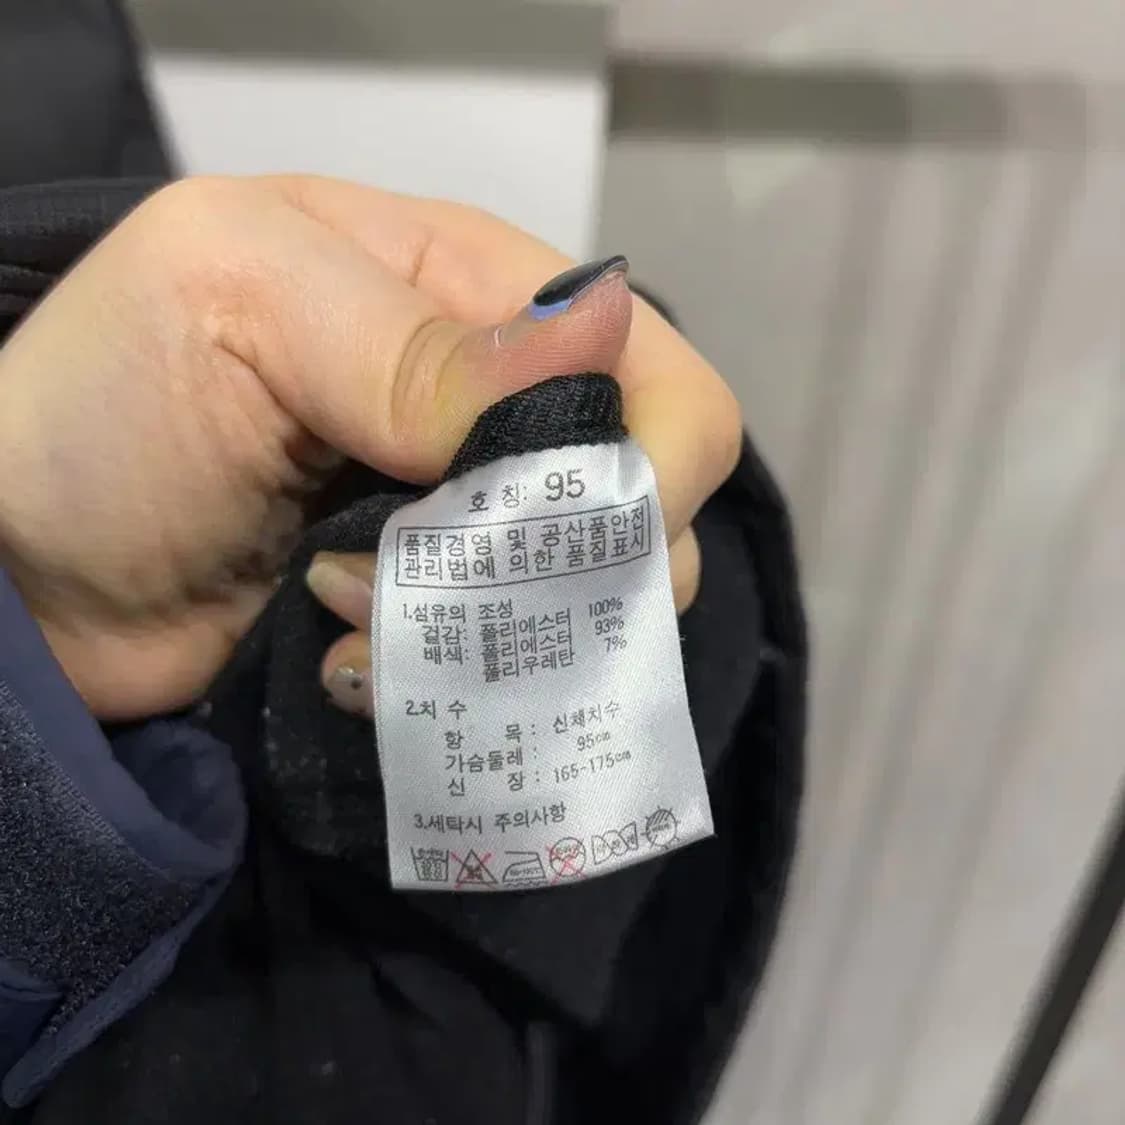 호 칭: 95
품질경영 및 공산품안전
관리법에 의한 품질표시
1.섬유의 조성
겉감: 폴리에스터 100%
배색: 폴리에스터 93%
폴리우레탄 7%
2.치 수
항 목 : 신체치수
가슴둘레 : 95cm
신 장 : 165-175cm
3.세탁시 주의사항